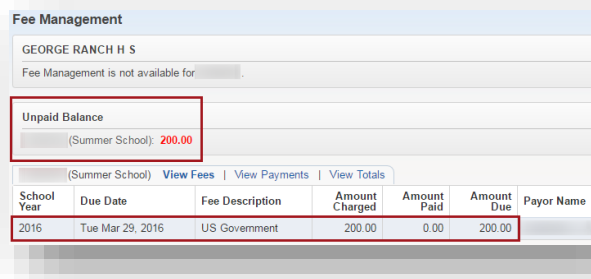 Fee Management
GEORGE RANCH H S
Fee Management is not available for .
Unpaid Balance
(Summer School): 200.00
(Summer School) View Fees | View Payments | View Totals
School Year Due Date Fee Description Amount Charged Amount Paid Amount Due Payor Name
2016 Tue Mar 29, 2016 US Government 200.00 0.00 200.00